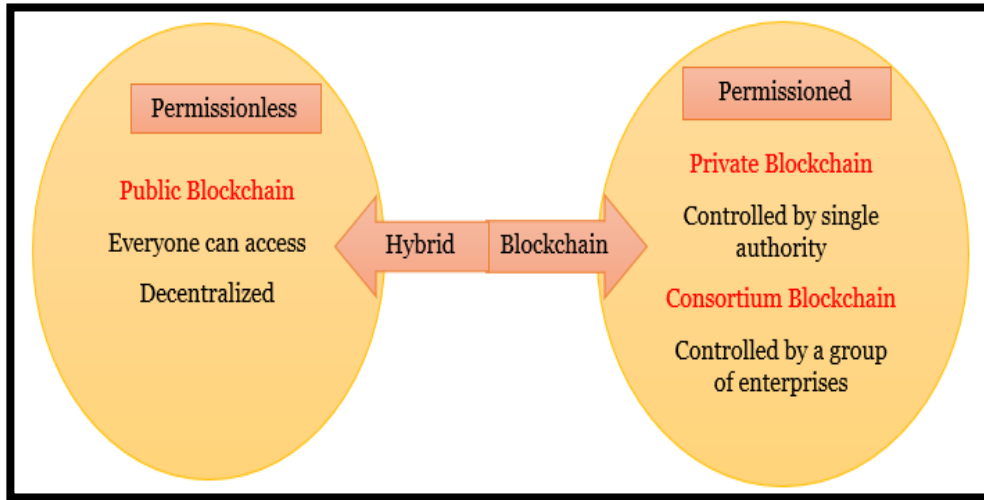 Permissionless
Public Blockchain
Everyone can access
Decentralized
Hybrid
Blockchain
Permissioned
Private Blockchain
Controlled by single
authority
Consortium Blockchain
Controlled by a group
of enterprises